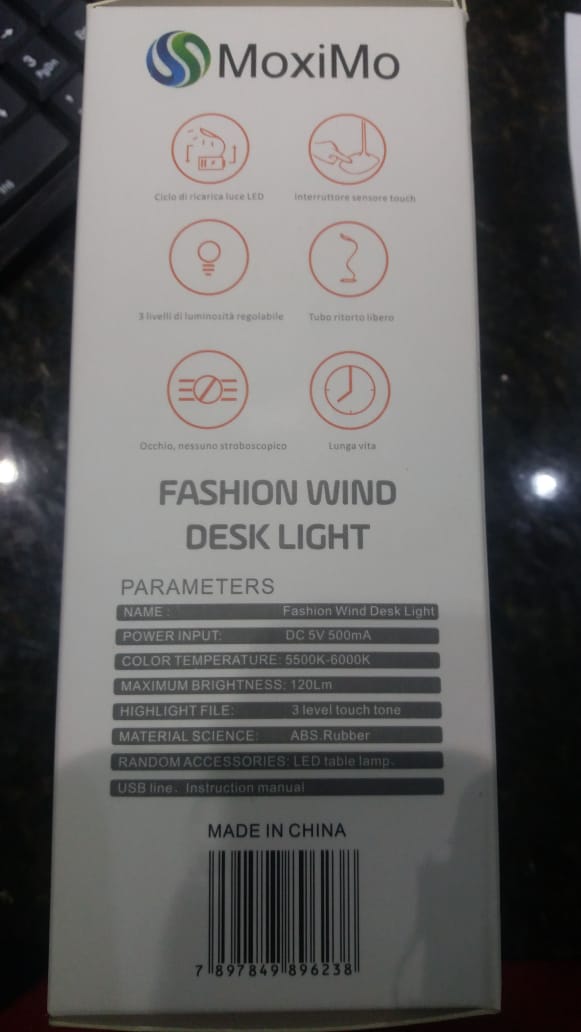 MoxiMo
Ciclo di ricarica luce LED
interruttore sensore touch
3 livelli di luminosità regolabile
Tubo ritorto libero
Occhio, nessuno stroboscopico
Lunga vita
FASHION WIND
DESK LIGHT
PARAMETERS
NAME : Fashion Wind Desk Light
POWER INPUT: DC 5V 500mA
COLOR TEMPERATURE: 5500K-6000K
MAXIMUM BRIGHTNESS: 120Lm
HIGHLIGHT FILE: 3 level touch tone
MATERIAL SCIENCE: ABS.Rubber
RANDOM ACCESSORIES: LED table lamp、
USB line、Instruction manual
MADE IN CHINA
7 897849 896238